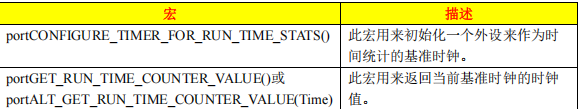 宏 描述
portCONFIGURE_TIMER_FOR_RUN_TIME_STATS() 此宏用来初始化一个外设来作为时
间统计的基准时钟。
portGET_RUN_TIME_COUNTER_VALUE()或 此宏用来返回当前基准时钟的时钟
portALT_GET_RUN_TIME_COUNTER_VALUE(Time) 值。